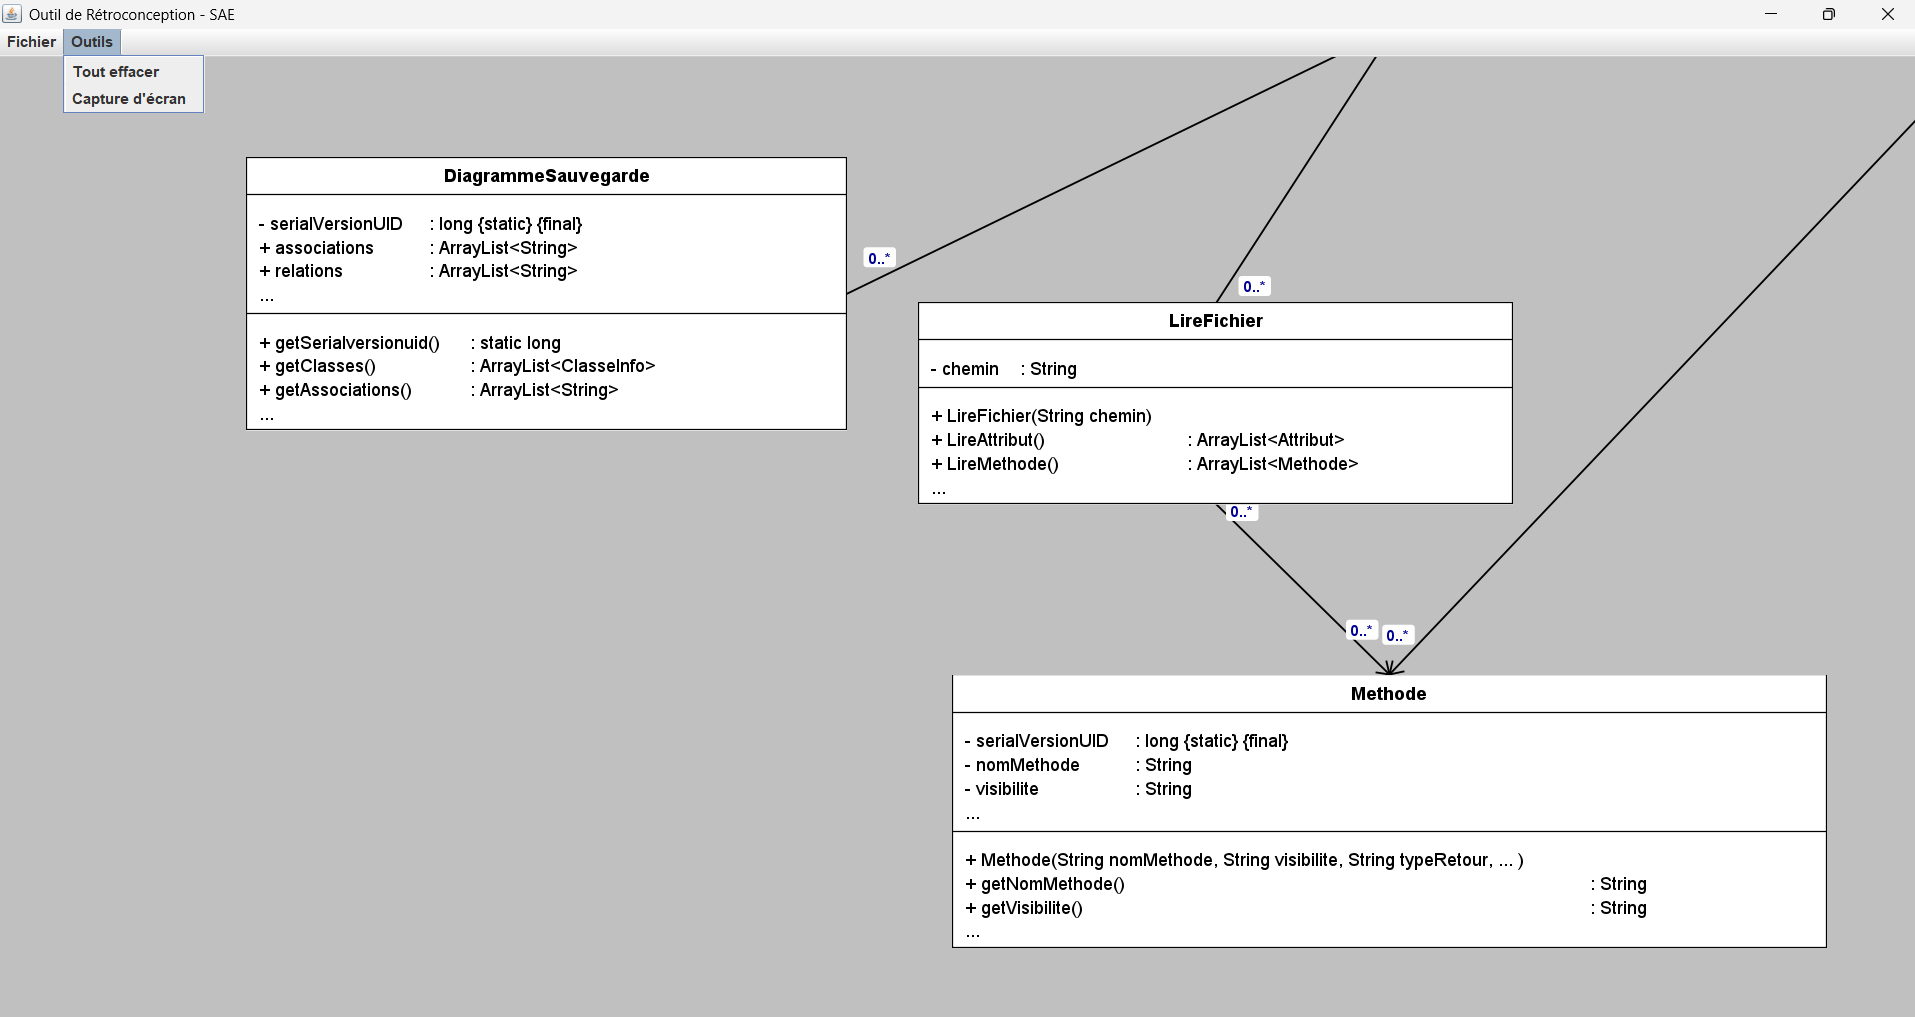 Outil de Rétroconception - SAE
Fichier Outils
Tout effacer
Capture d'écran
DiagrammeSauvegarde
- serialVersionUID : long {static} {final}
+ associations : ArrayList<String>
+ relations : ArrayList<String>
...
+ getSerialversionuid() : static long
+ getClasses() : ArrayList<ClasseInfo>
+ getAssociations() : ArrayList<String>
...
0..*
0..*
LireFichier
- chemin : String
+ LireFichier(String chemin)
+ LireAttribut() : ArrayList<Attribut>
+ LireMethode() : ArrayList<Methode>
...
0..*
0..* 0..*
Methode
- serialVersionUID : long {static} {final}
- nomMethode : String
- visibilite : String
...
+ Methode(String nomMethode, String visibilite, String typeRetour, ... )
+ getNomMethode() : String
+ getVisibilite() : String
...